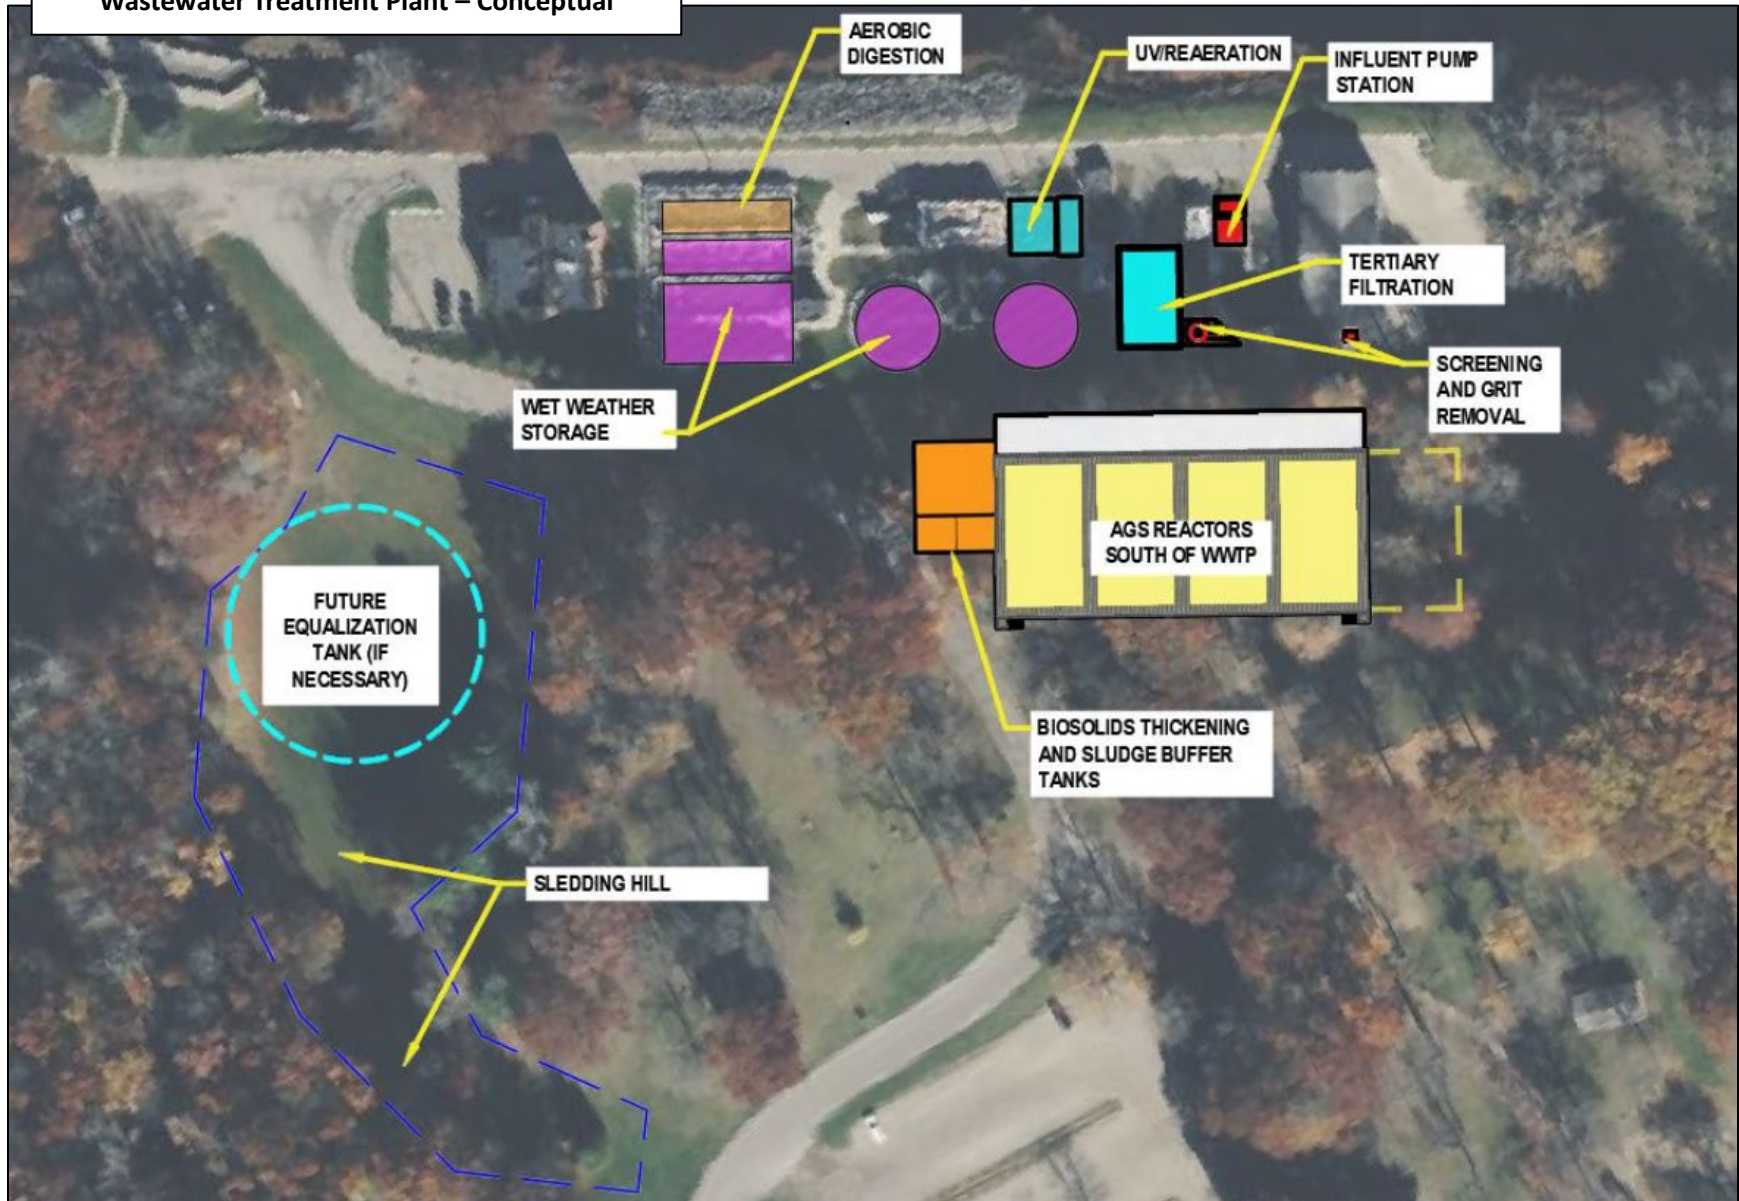 Wastewater Treatment Plant – Conceptual
AEROBIC
DIGESTION
UV/REAERATION
INFLUENT PUMP
STATION
TERTIARY
FILTRATION
SCREENING
AND GRIT
REMOVAL
WET WEATHER
STORAGE
AGS REACTORS
SOUTH OF WWTP
FUTURE
EQUALIZATION
TANK (IF
NECESSARY)
BIOSOLIDS THICKENING
AND SLUDGE BUFFER
TANKS
SLEDDING HILL